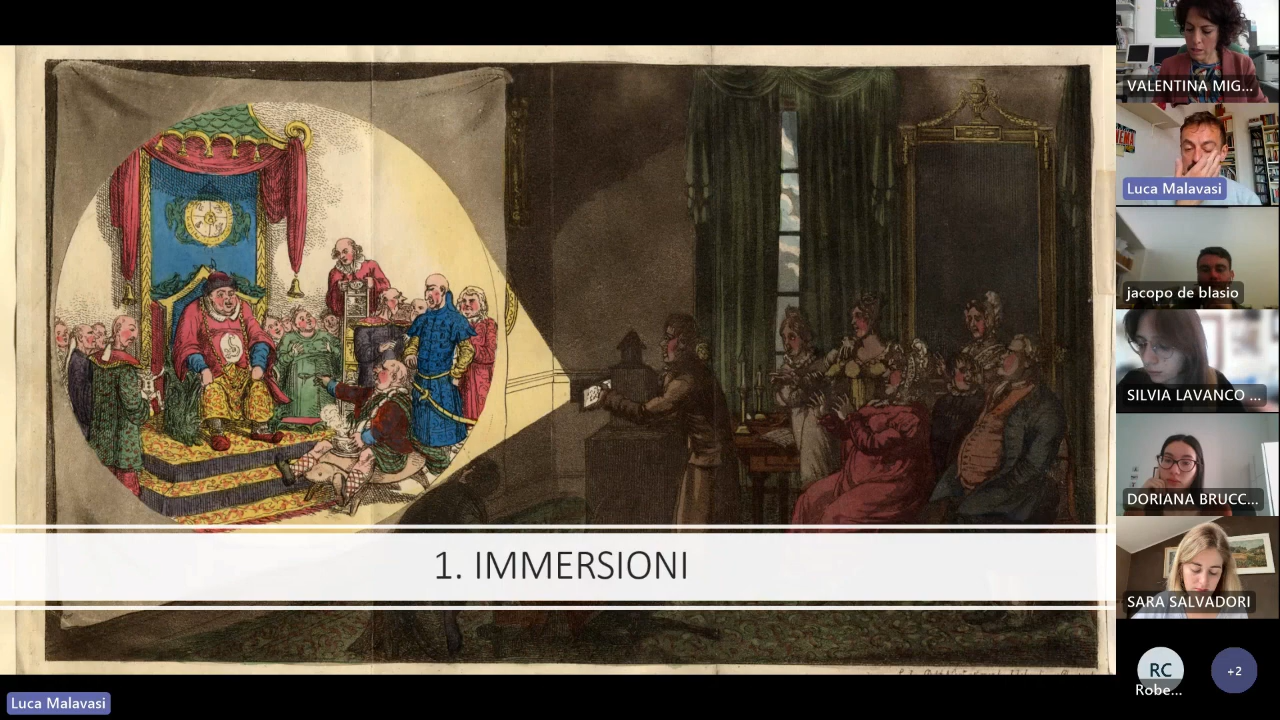 1. IMMERSIONI
VALENTINA MIG...
Luca Malavasi
jacopo de blasio
SILVIA LAVANCO ...
DORIANA BRUCC...
SARA SALVADORI
RC
Robe...
+2
Luca Malavasi